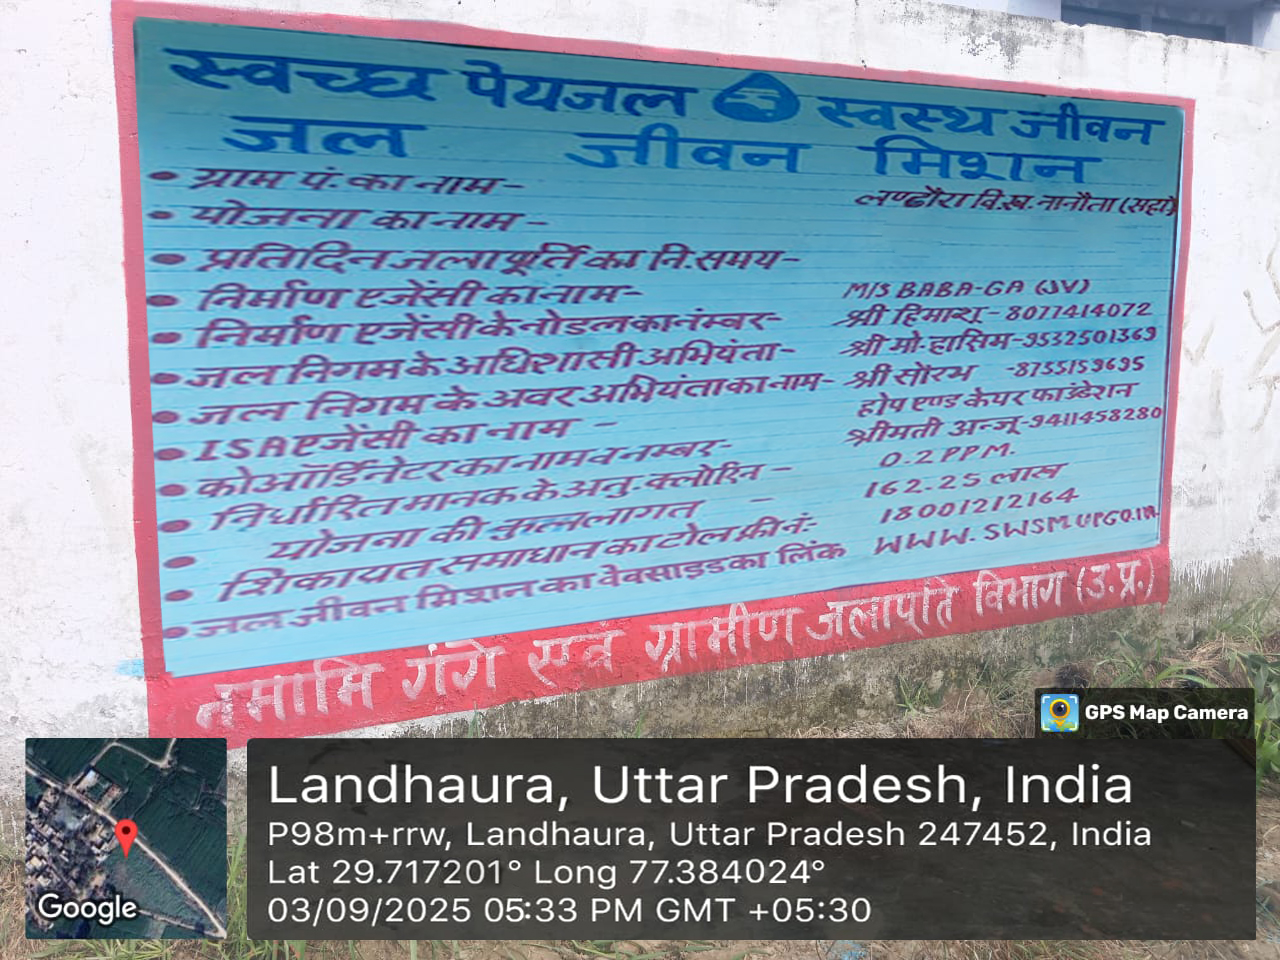 स्वच्छ पेयजल स्वस्थ जीवन
जल जीवन मिशन
• ग्राम पं. का नाम - लण्ढौरा वि.ख. नानौता (सहा)
• योजना का नाम -
• प्रतिदिन जलापूर्ति का नि. समय -
• निर्माण एजेंसी का नाम - M/S BABA-GA (JV)
• निर्माण एजेंसी के नोडल का नंम्बर - श्री हिमांशू - 8077414072
• जल निगम के अधिशासी अभियंता - श्री मो. हासिम - 9532501369
• जल निगम के अवर अभियंता का नाम - श्री सौरभ - 8755159695
• ISA एजेंसी का नाम - होप एण्ड केयर फाउंडेशन
• कोऑर्डिनेटर का नाम व नम्बर - श्रीमती अन्जू - 9411458280
• निर्धारित मानक के अनु. क्लोरिन - 0.2 PPM.
• योजना की कुल लागत - 162.25 लाख
• शिकायत समाधान का टोल फ्री नं:- 18001212164
• जल जीवन मिशन का वेवसाइड का लिंक WWW.SWSM.UPGO.IN
नमामि गंगे एवं ग्रामीण जलापूर्ति विभाग (उ.प्र.)
GPS Map Camera
Landhaura, Uttar Pradesh, India
P98m+rrw, Landhaura, Uttar Pradesh 247452, India
Lat 29.717201° Long 77.384024°
03/09/2025 05:33 PM GMT +05:30
Google